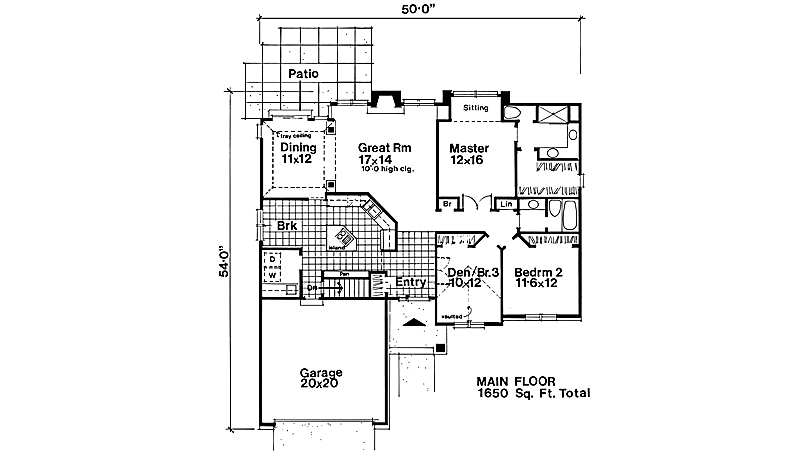 50'-0"
Patio
Sitting
tray ceiling
Dining
11x12
Great Rm
17x14
10'-0 high clg.
Master
12x16
Br
Lin
Brk
island
54'-0"
D
W
Pan
Dn
Entry
Den/Br.3
10x12
Bedrm 2
11-6x12
vaulted
Garage
20x20
MAIN FLOOR
1650 Sq. Ft. Total